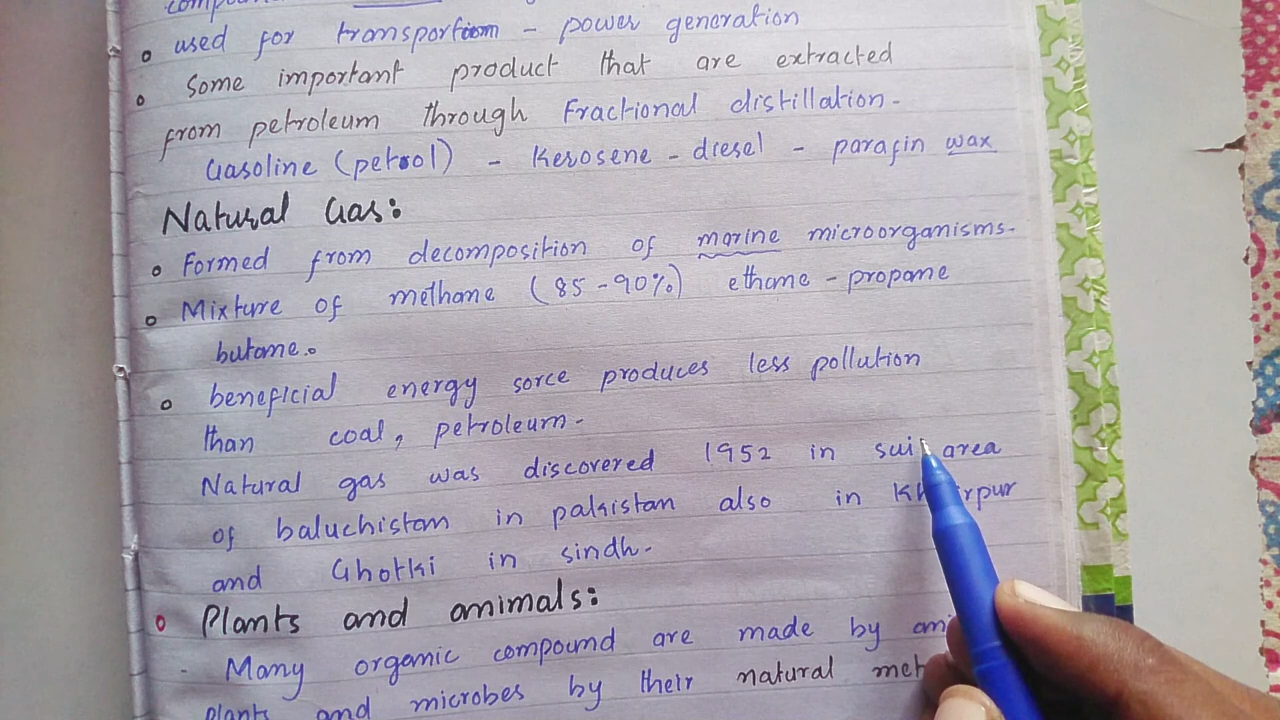 • used for transportion - power generation
• some important product that are extracted
from petroleum through Fractional distillation.
Gasoline (petrol) - Kerosene - diesel - parafin wax
Natural Gas:
• Formed from decomposition of marine microorganisms.
• Mixture of methane (85-90%) ethane - propane
butane.
• beneficial energy sorce produces less pollution
than coal, petroleum.
Natural gas was discovered 1952 in sui area
of baluchistan in pakistan also in
and Ghotki in sindh.
• Plants and animals:
- Many organic compound are made by
plants and microbes by their natural